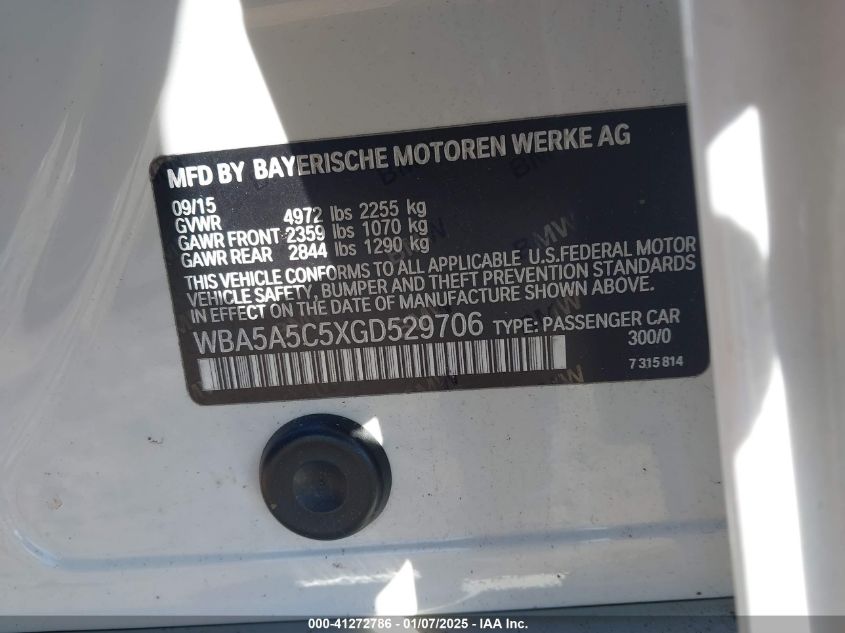 MFD BY BAYERISCHE MOTOREN WERKE AG
09/15
GVWR 4972 lbs 2255 kg
GAWR FRONT 2359 lbs 1070 kg
GAWR REAR 2844 lbs 1290 kg
THIS VEHICLE CONFORMS TO ALL APPLICABLE U.S.FEDERAL MOTOR
VEHICLE SAFETY, BUMPER AND THEFT PREVENTION STANDARDS
IN EFFECT ON THE DATE OF MANUFACTURE SHOWN ABOVE.
WBA5A5C5XGD529706 TYPE: PASSENGER CAR
300/0
7 315 814
000-41272786 - 01/07/2025 - IAA Inc.